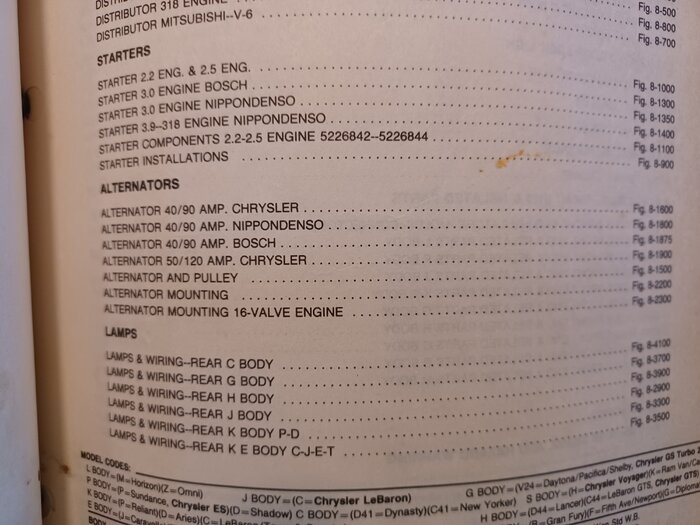 Fig. 8-500
DISTRIBUTOR 318 ENGINE Fig. 8-800
DISTRIBUTOR MITSUBISHI--V-6 Fig. 8-700
STARTERS
STARTER 2.2 ENG. & 2.5 ENG. Fig. 8-1000
STARTER 3.0 ENGINE BOSCH Fig. 8-1300
STARTER 3.0 ENGINE NIPPONDENSO Fig. 8-1350
STARTER 3.9--318 ENGINE NIPPONDENSO Fig. 8-1400
STARTER COMPONENTS 2.2-2.5 ENGINE 5226842--5226844 Fig. 8-1100
STARTER INSTALLATIONS Fig. 8-900
ALTERNATORS
ALTERNATOR 40/90 AMP. CHRYSLER Fig. 8-1600
ALTERNATOR 40/90 AMP. NIPPONDENSO Fig. 8-1800
ALTERNATOR 40/90 AMP. BOSCH Fig. 8-1875
ALTERNATOR 50/120 AMP. CHRYSLER Fig. 8-1900
ALTERNATOR AND PULLEY Fig. 8-1500
ALTERNATOR MOUNTING Fig. 8-2200
ALTERNATOR MOUNTING 16-VALVE ENGINE Fig. 8-2300
LAMPS
LAMPS & WIRING--REAR C BODY Fig. 8-4100
LAMPS & WIRING--REAR G BODY Fig. 8-3700
LAMPS & WIRING--REAR H BODY Fig. 8-3900
LAMPS & WIRING--REAR J BODY Fig. 8-2900
LAMPS & WIRING--REAR K BODY P-D Fig. 8-3300
LAMPS & WIRING--REAR K E BODY C-J-E-T Fig. 8-3500
MODEL CODES:
L BODY=(M=Horizon)(Z=Omni) J BODY=(C=Chrysler LeBaron) G BODY=(V24=Daytona/Pacifica/Shelby, Chrysler GS Turbo
P BODY=(P=Sundance, Chrysler ES)(D=Shadow) C BODY=(D41=Dynasty)(C41=New Yorker) S BODY=(H=Chrysler Voyager)(K=Ram
K BODY=(P=Reliant)(D=Aries)(C=LeBaron H BODY=(D44=Lancer)(C44=LeBaron GTS, Chrysler GTS)
Gran Fury)(F=Fifth Ave/Newport)(G=Diplomat